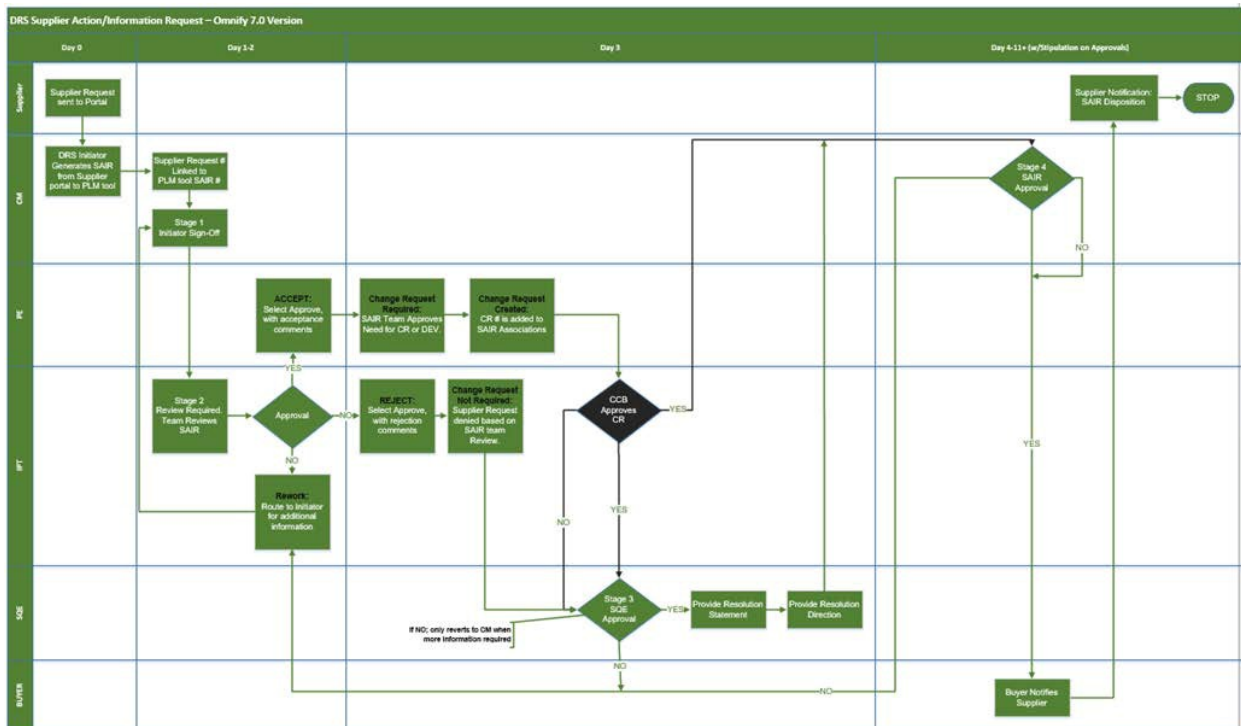 DRS Supplier Action/Information Request – Omnify 7.0 Version
Day 0
Day 1-2
Day 3
Day 4-11+ (w/Stipulation on Approvals)
Supplier
Supplier Request
sent to Portal
Supplier Notification:
SAIR Disposition
STOP
CM
DRS Initiator
Generates SAIR
from Supplier
portal to PLM tool
Supplier Request #
Linked to
PLM tool SAIR #
Stage 1
Initiator Sign-Off
Stage 4
SAIR
Approval
NO
PE
ACCEPT:
Select Approve,
with acceptance
comments
Change Request
Required:
SAIR Team Approves
Need for CR or DEV.
Change Request
Created:
CR # is added to
SAIR Associations
YES
IPT
Stage 2
Review Required.
Team Reviews
SAIR
Approval
NO
REJECT:
Select Approve,
with rejection
comments
Change Request
Not Required:
Supplier Request
denied based on
SAIR team
Review.
CCB
Approves
CR
YES
YES
NO
Rework:
Route to Initiator
for additional
information
NO
YES
SQE
Stage 3
SQE
Approval
YES
Provide Resolution
Statement
Provide Resolution
Direction
If NO; only reverts to CM when
more information required
NO
BUYER
NO
Buyer Notifies
Supplier